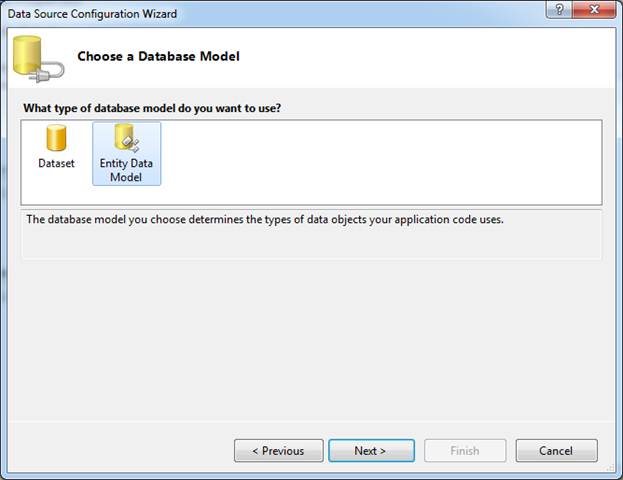 Data Source Configuration Wizard
?
Choose a Database Model
What type of database model do you want to use?
Dataset
Entity Data
Model
The database model you choose determines the types of data objects your application code uses.
< Previous
Next >
Finish
Cancel